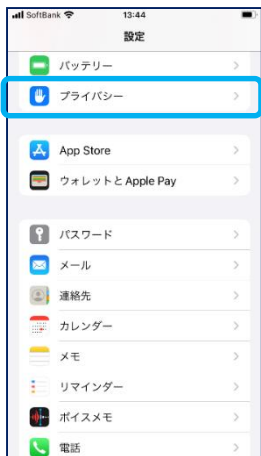 SoftBank 13:44
設定
バッテリー
プライバシー
App Store
ウォレットと Apple Pay
パスワード
メール
連絡先
カレンダー
メモ
リマインダー
ボイスメモ
電話